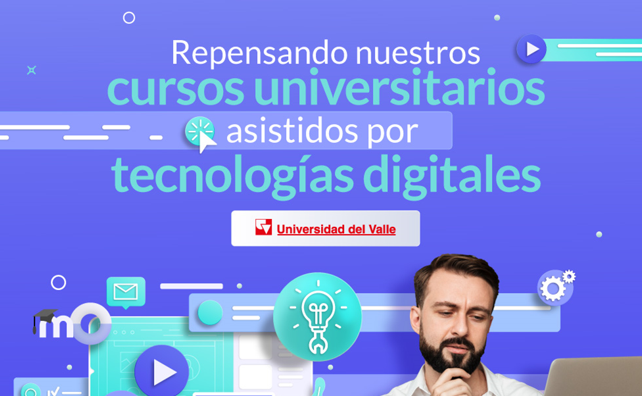 Repensando nuestros
cursos universitarios
asistidos por
tecnologías digitales
Universidad del Valle